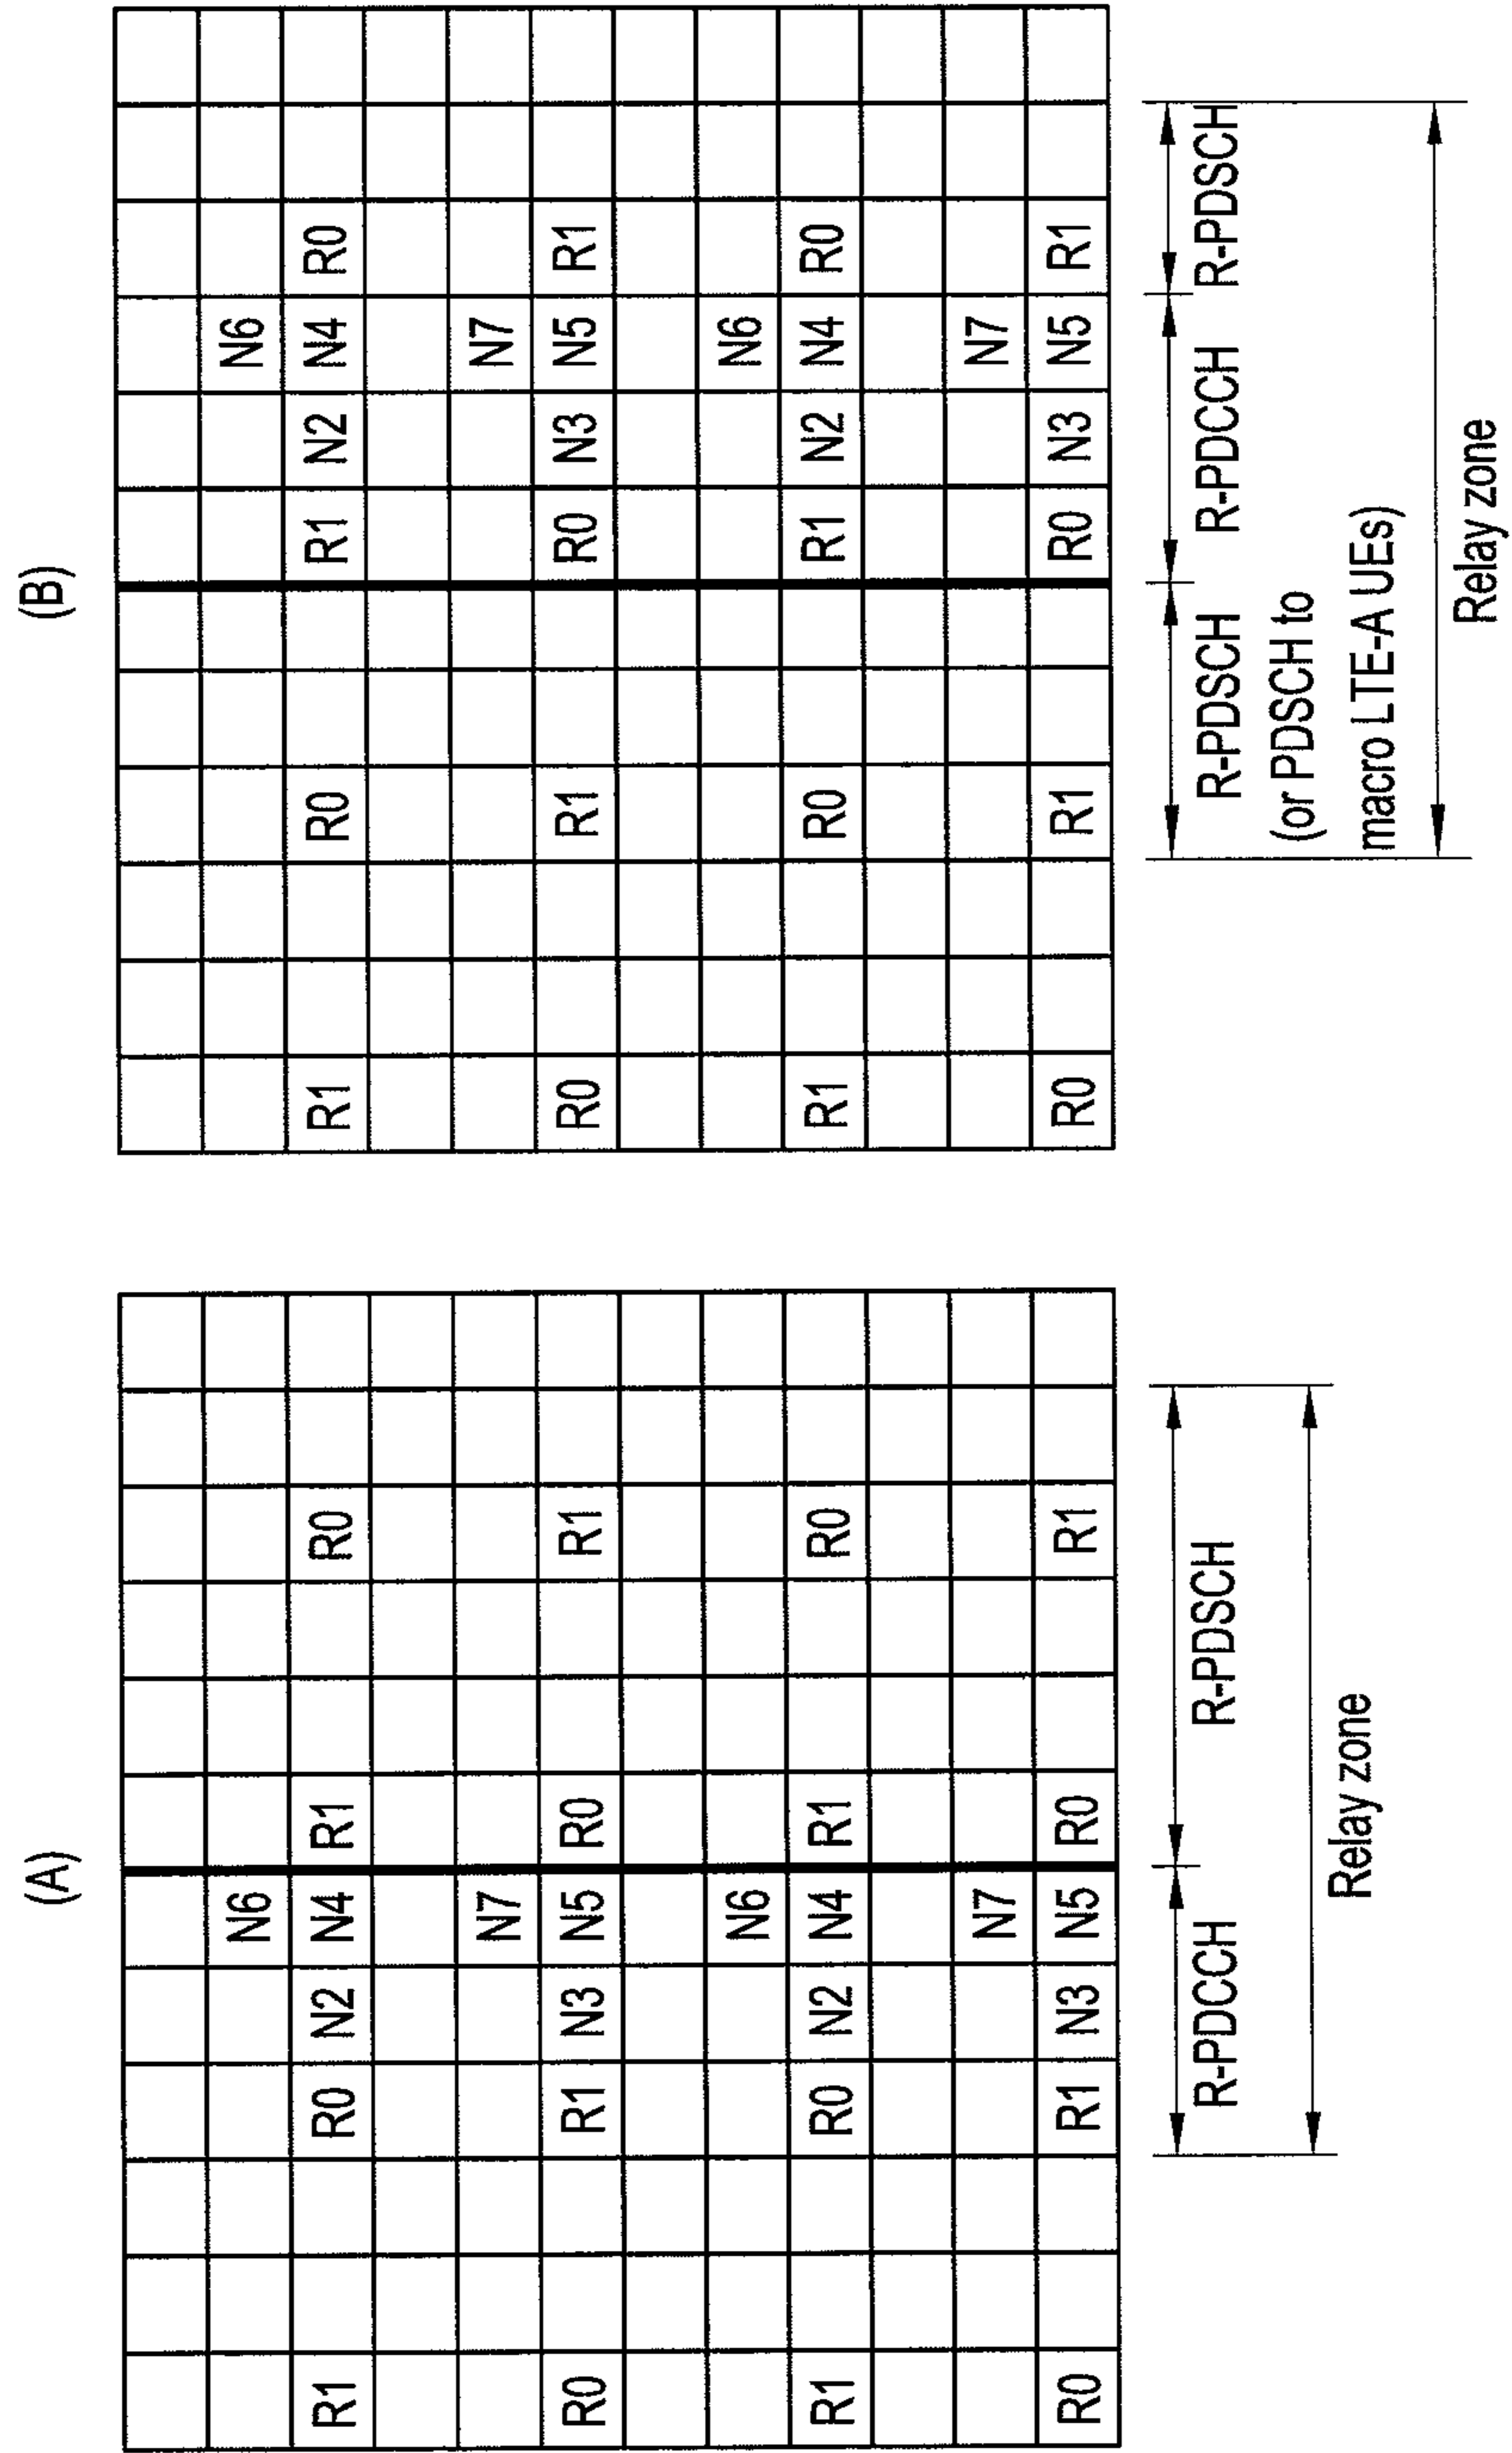 (A)
N6
R1 R0 N2 N4 R1 R0
N7
R0 R1 N3 N5 R0 R1
N6
R1 R0 N2 N4 R1 R0
N7
R0 R1 N3 N5 R0 R1
R-PDCCH R-PDSCH
Relay zone
(B)
N6
R1 R0 R1 N2 N4 R0
N7
R0 R1 R0 N3 N5 R1
N6
R1 R0 R1 N2 N4 R0
N7
R0 R1 R0 N3 N5 R1
R-PDSCH R-PDCCH R-PDSCH
(or PDSCH to
macro LTE-A UEs)
Relay zone